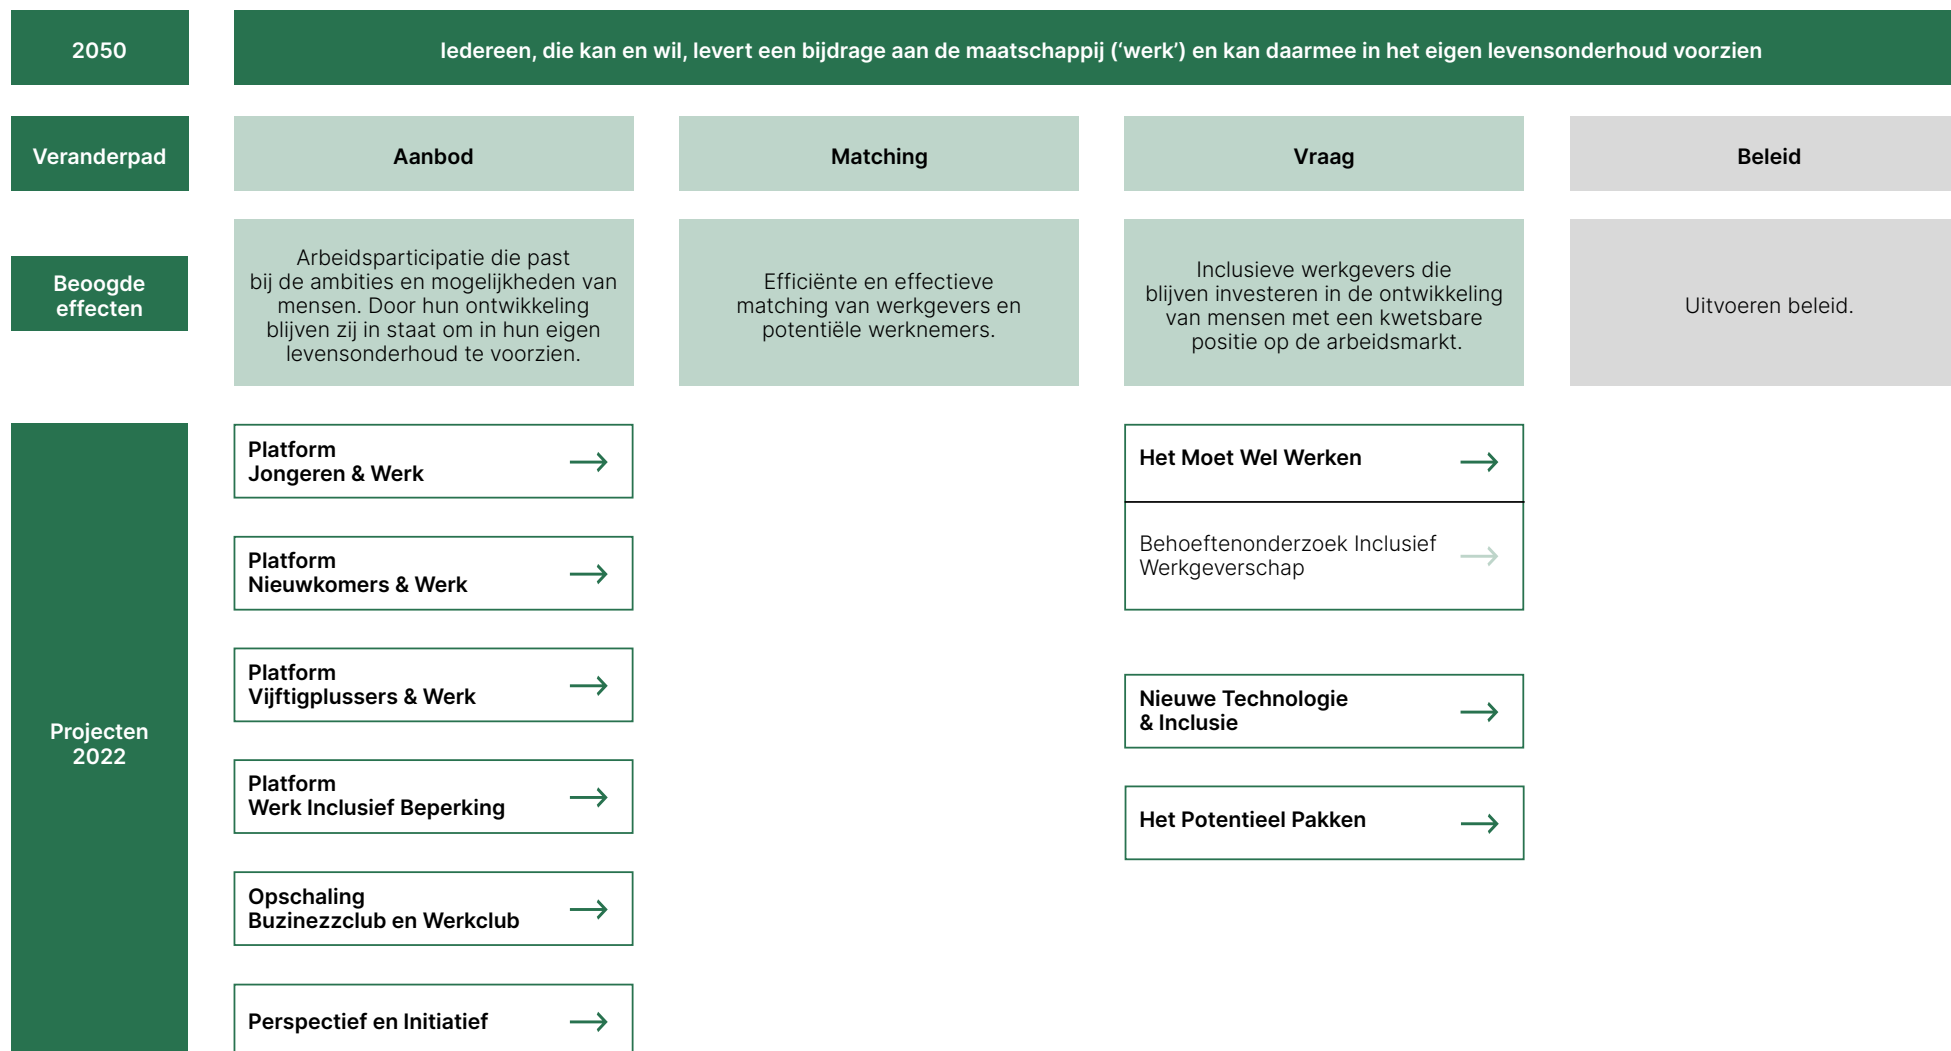 2050
Iedereen, die kan en wil, levert een bijdrage aan de maatschappij (‘werk’) en kan daarmee in het eigen levensonderhoud voorzien
Veranderpad
Aanbod
Matching
Vraag
Beleid
Beoogde
effecten
Arbeidsparticipatie die past
bij de ambities en mogelijkheden van
mensen. Door hun ontwikkeling
blijven zij in staat om in hun eigen
levensonderhoud te voorzien.
Efficiënte en effectieve
matching van werkgevers en
potentiële werknemers.
Inclusieve werkgevers die
blijven investeren in de ontwikkeling
van mensen met een kwetsbare
positie op de arbeidsmarkt.
Uitvoeren beleid.
Projecten
2022
Platform
Jongeren & Werk
Platform
Nieuwkomers & Werk
Platform
Vijftigplussers & Werk
Platform
Werk Inclusief Beperking
Opschaling
Buzinezzclub en Werkclub
Perspectief en Initiatief
Het Moet Wel Werken
Behoeftenonderzoek Inclusief
Werkgeverschap
Nieuwe Technologie
& Inclusie
Het Potentieel Pakken